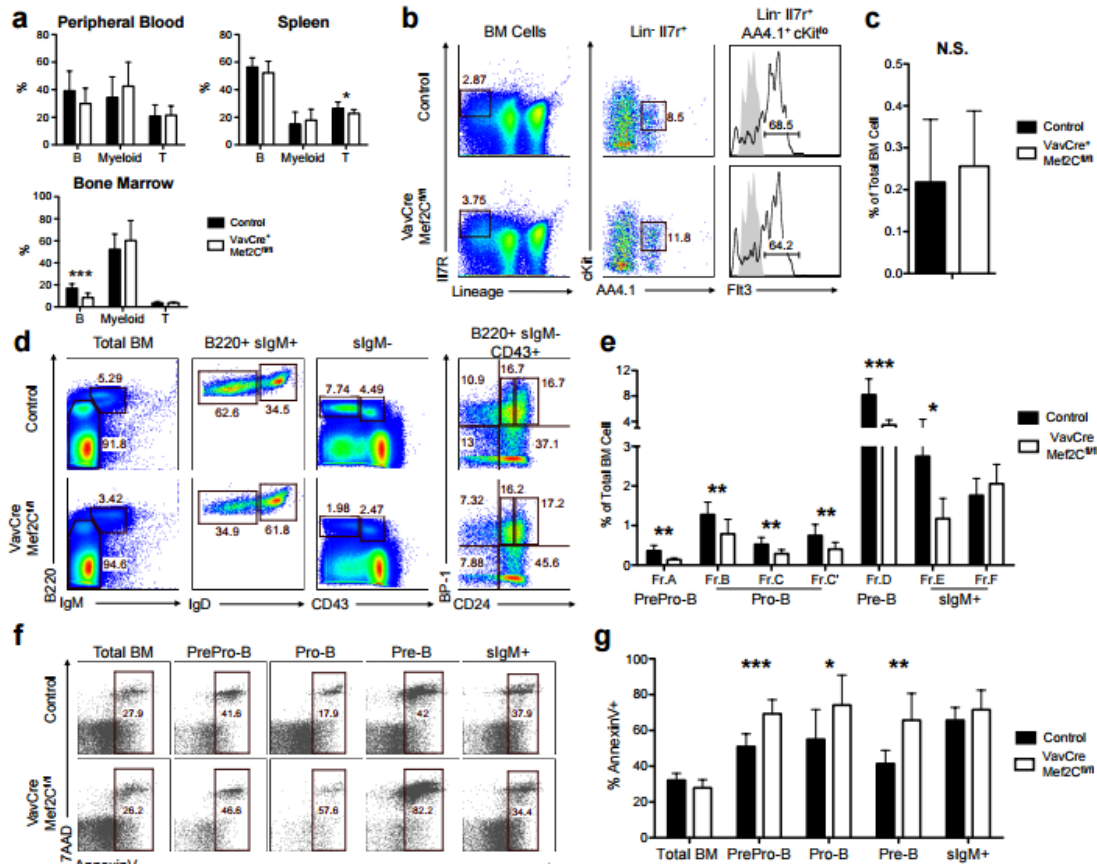 a
Peripheral Blood
80
60
40
20
0
%
B Myeloid T
Spleen
80
60
40
20
0
%
*
B Myeloid T
Bone Marrow
100
80
60
40
20
0
%
***
B Myeloid T
Control
VavCre⁺
Mef2Cᶠˡ/ᶠˡ
b
BM Cells
Lin⁻ Il7r⁺
Lin⁻ Il7r⁺
AA4.1⁺ cKitˡᵒ
Control
2.87
8.5
68.5
VavCre
Mef2Cᶠˡ/ᶠˡ
3.75
11.8
64.2
Il7R
Lineage
cKit
AA4.1
Flt3
c
N.S.
0.5
0.4
0.3
0.2
0.1
0.0
% of Total BM Cell
Control
VavCre⁺
Mef2Cᶠˡ/ᶠˡ
d
Total BM
B220+ sIgM+
sIgM-
B220+ sIgM-
CD43+
Control
5.29
91.8
62.6
34.5
7.74
4.49
10.9
16.7
16.7
13
37.1
VavCre
Mef2Cᶠˡ/ᶠˡ
3.42
94.6
34.9
61.8
1.98
2.47
7.32
16.2
17.2
7.88
45.6
B220
IgM
IgD
CD43
BP-1
CD24
e
12
8
4
3
2
1
0
% of Total BM Cell
** ** ** ** *** *
Fr.A Fr.B Fr.C Fr.C' Fr.D Fr.E Fr.F
PrePro-B Pro-B Pre-B sIgM+
Control
VavCre
Mef2Cᶠˡ/ᶠˡ
f
Total BM PrePro-B Pro-B Pre-B sIgM+
Control
27.9 41.6 17.9 42 37.9
VavCre
Mef2Cᶠˡ/ᶠˡ
26.2 46.6 57.6 82.2 34.4
7AAD
AnnexinV
g
100
80
60
40
20
0
% AnnexinV+
*** * **
Total BM PrePro-B Pro-B Pre-B sIgM+
Control
VavCre
Mef2Cᶠˡ/ᶠˡ